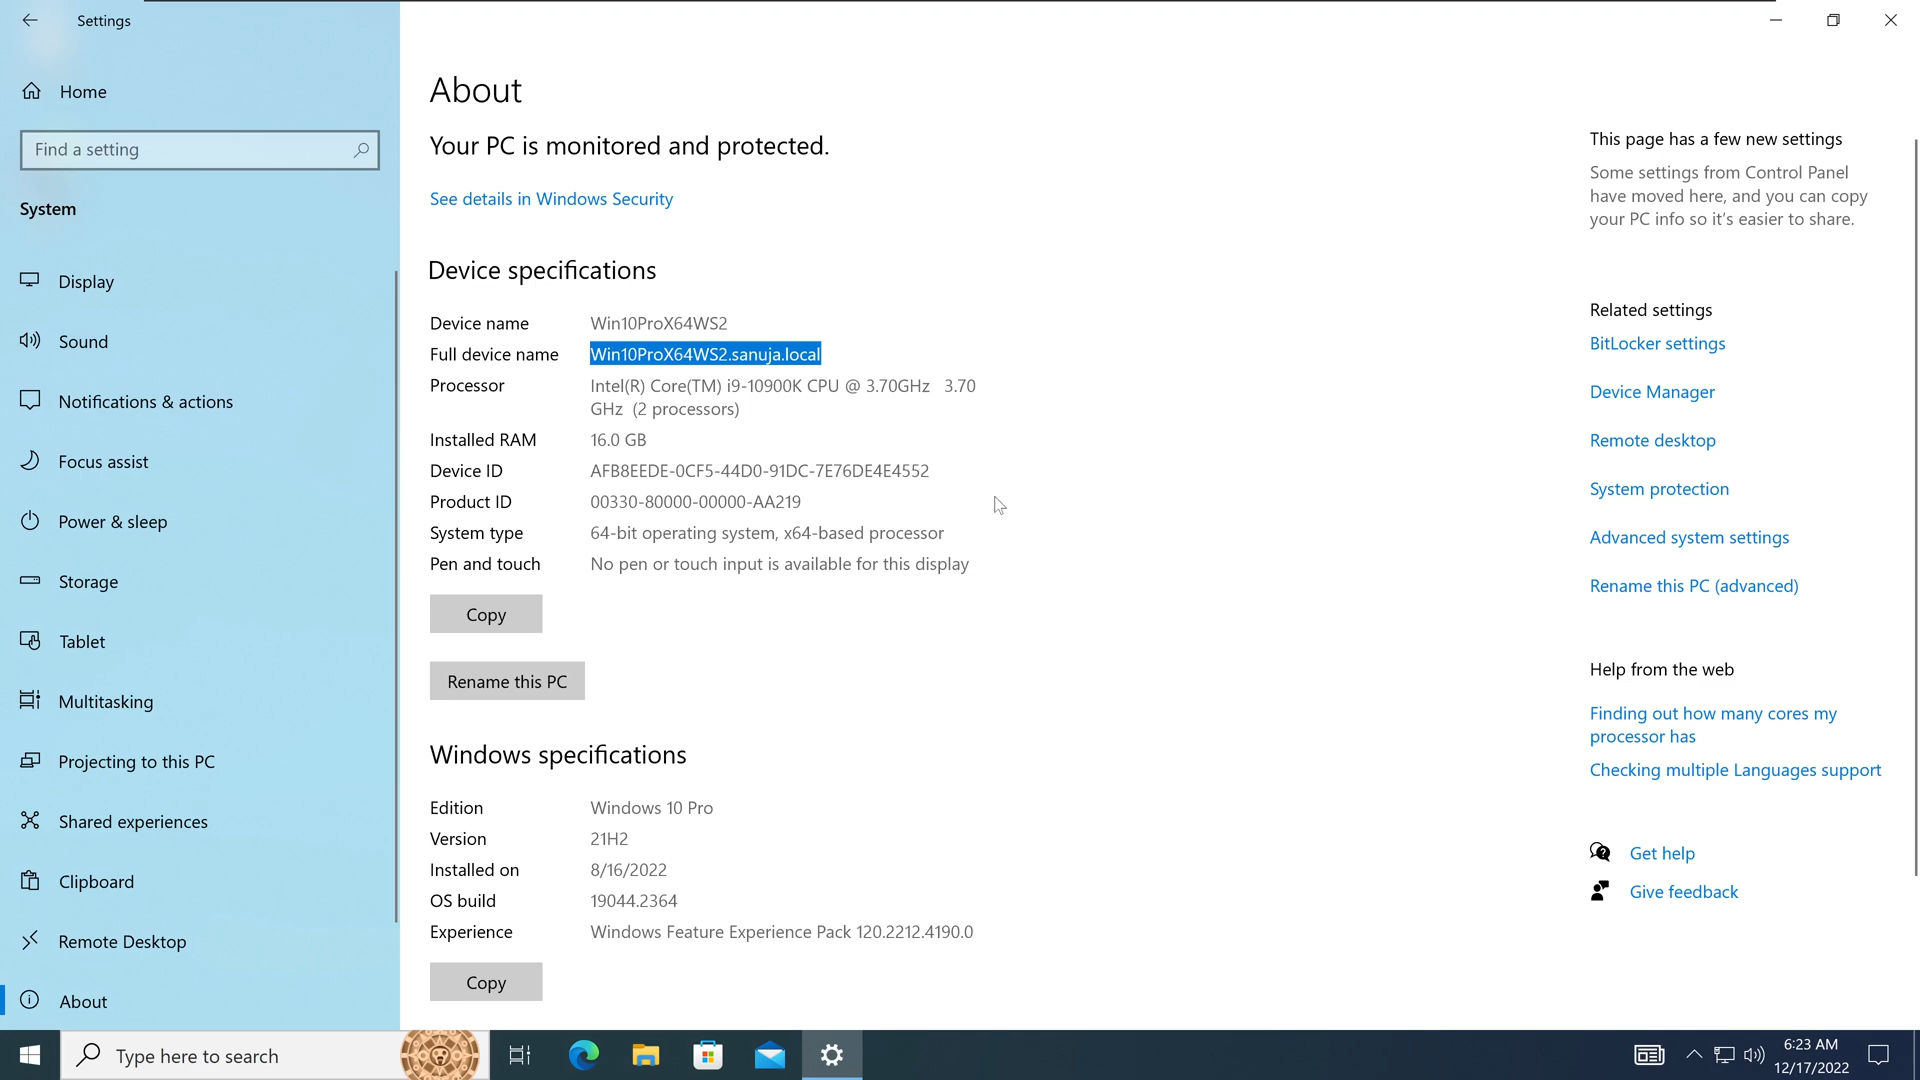 Settings
Home
Find a setting
System
Display
Sound
Notifications & actions
Focus assist
Power & sleep
Storage
Tablet
Multitasking
Projecting to this PC
Shared experiences
Clipboard
Remote Desktop
About
About
Your PC is monitored and protected.
See details in Windows Security
Device specifications
Device name Win10ProX64WS2
Full device name Win10ProX64WS2.sanuja.local
Processor Intel(R) Core(TM) i9-10900K CPU @ 3.70GHz 3.70
GHz (2 processors)
Installed RAM 16.0 GB
Device ID AFB8EEDE-0CF5-44D0-91DC-7E76DE4E4552
Product ID 00330-80000-00000-AA219
System type 64-bit operating system, x64-based processor
Pen and touch No pen or touch input is available for this display
Copy
Rename this PC
Windows specifications
Edition Windows 10 Pro
Version 21H2
Installed on 8/16/2022
OS build 19044.2364
Experience Windows Feature Experience Pack 120.2212.4190.0
Copy
This page has a few new settings
Some settings from Control Panel
have moved here, and you can copy
your PC info so it’s easier to share.
Related settings
BitLocker settings
Device Manager
Remote desktop
System protection
Advanced system settings
Rename this PC (advanced)
Help from the web
Finding out how many cores my
processor has
Checking multiple Languages support
Get help
Give feedback
Type here to search
6:23 AM
12/17/2022